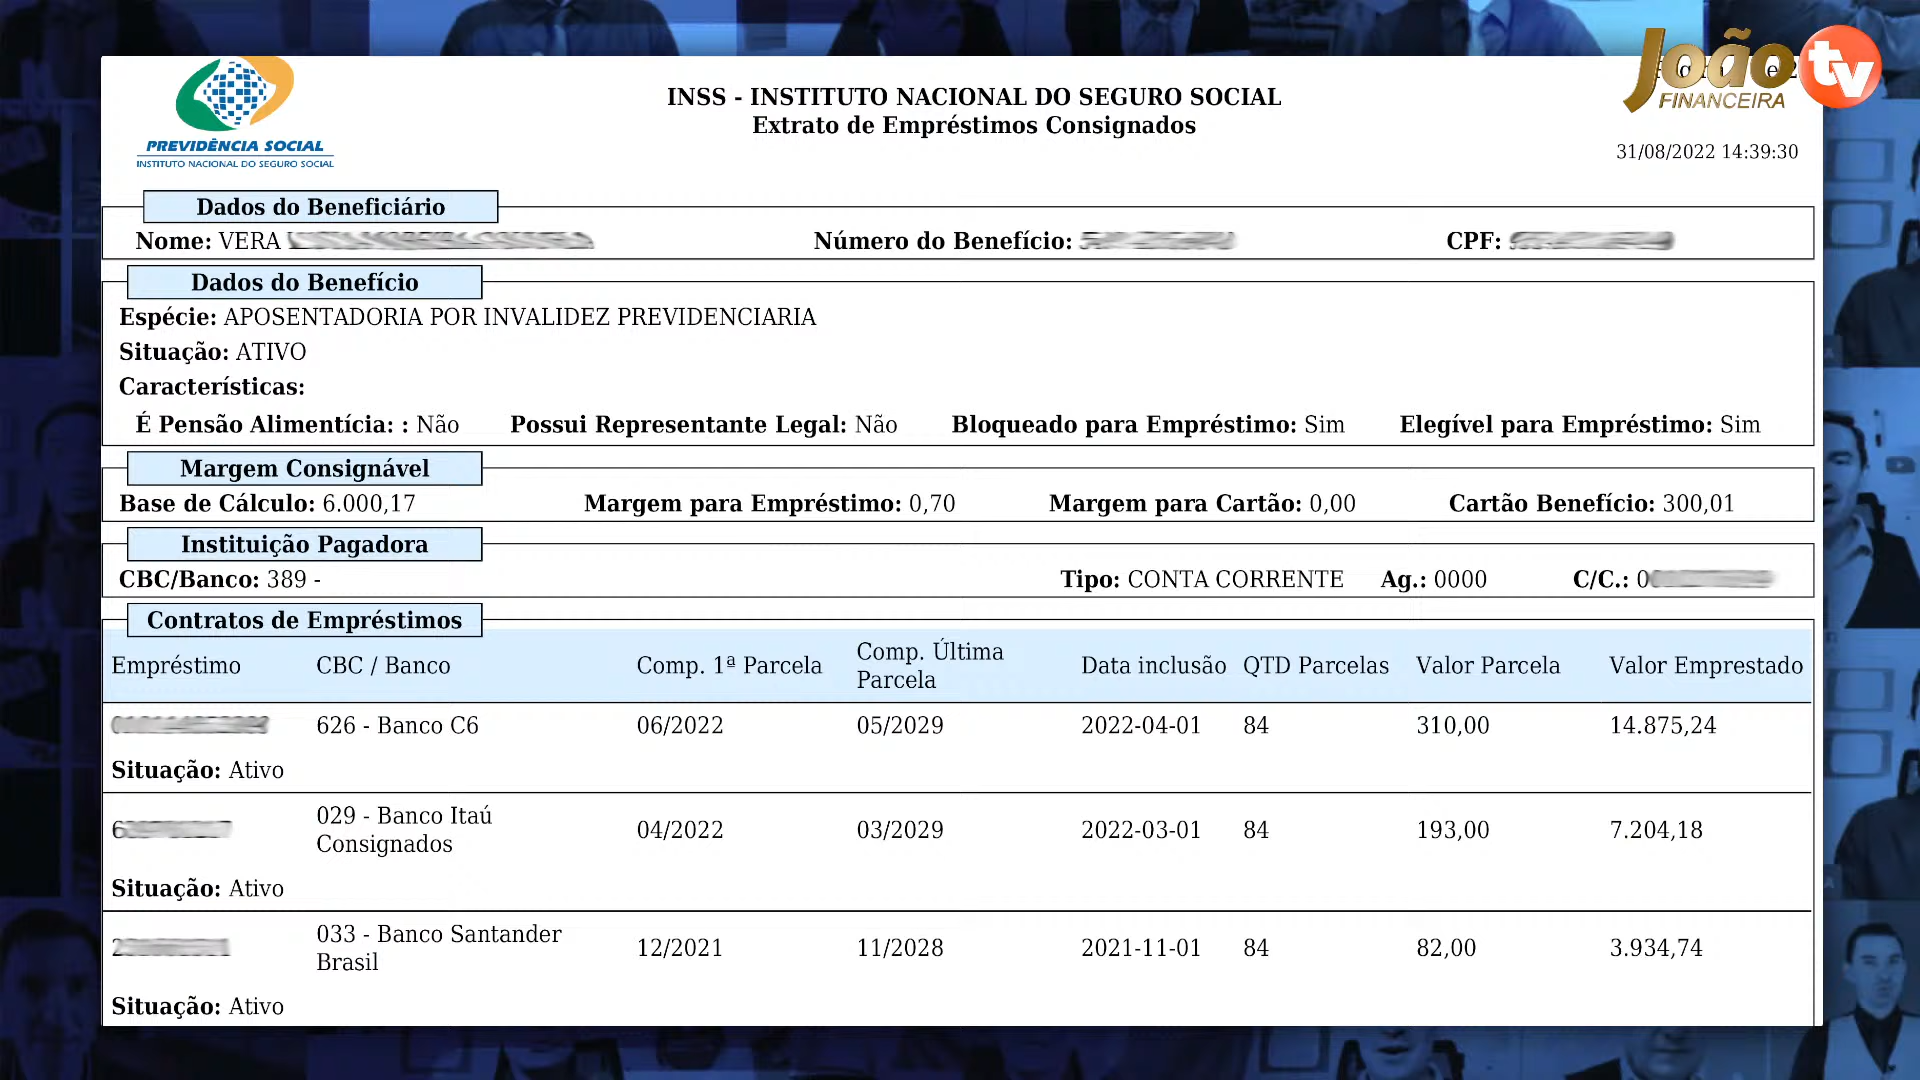 João
FINANCEIRA
tv
INSS - INSTITUTO NACIONAL DO SEGURO SOCIAL
Extrato de Empréstimos Consignados
PREVIDÊNCIA SOCIAL
INSTITUTO NACIONAL DO SEGURO SOCIAL
31/08/2022 14:39:30
Dados do Beneficiário
Nome: VERA Número do Benefício: CPF:
Dados do Benefício
Espécie: APOSENTADORIA POR INVALIDEZ PREVIDENCIARIA
Situação: ATIVO
Características:
É Pensão Alimentícia: : Não Possui Representante Legal: Não Bloqueado para Empréstimo: Sim Elegível para Empréstimo: Sim
Margem Consignável
Base de Cálculo: 6.000,17 Margem para Empréstimo: 0,70 Margem para Cartão: 0,00 Cartão Benefício: 300,01
Instituição Pagadora
CBC/Banco: 389 - Tipo: CONTA CORRENTE Ag.: 0000 C/C.: 0
Contratos de Empréstimos
Empréstimo CBC / Banco Comp. 1ª Parcela Comp. Última Parcela Data inclusão QTD Parcelas Valor Parcela Valor Emprestado
626 - Banco C6 06/2022 05/2029 2022-04-01 84 310,00 14.875,24
Situação: Ativo
029 - Banco Itaú Consignados 04/2022 03/2029 2022-03-01 84 193,00 7.204,18
Situação: Ativo
033 - Banco Santander Brasil 12/2021 11/2028 2021-11-01 84 82,00 3.934,74
Situação: Ativo